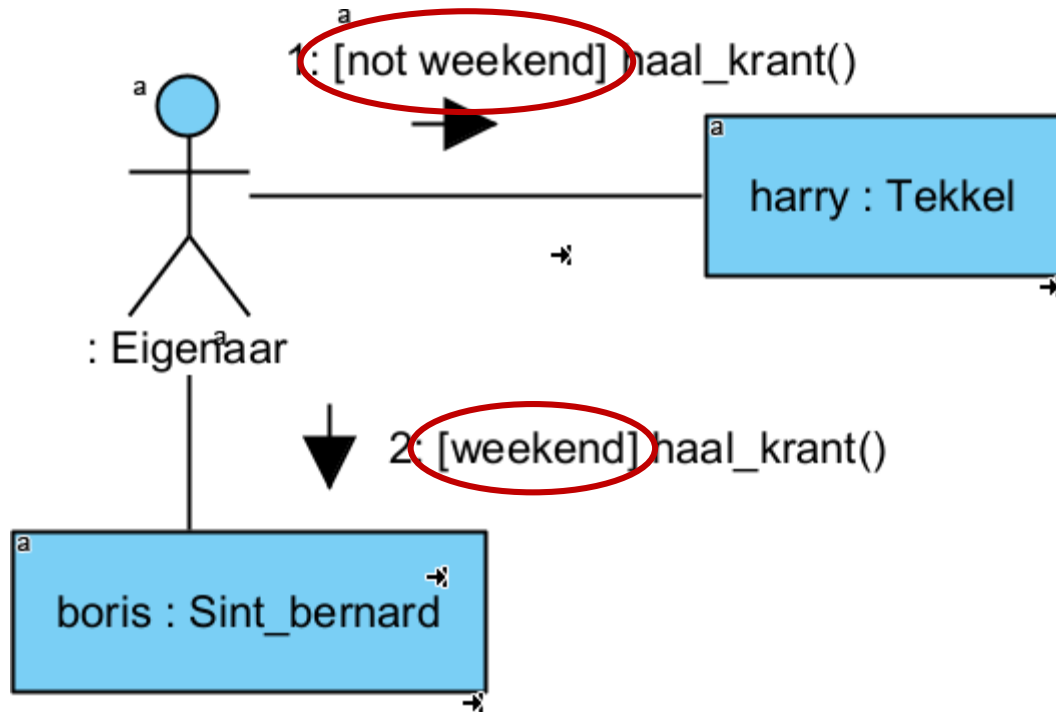 a
1: [not weekend] haal_krant()
a
a
harry : Tekkel
a
: Eigenaar
2: [weekend] haal_krant()
a
boris : Sint_bernard